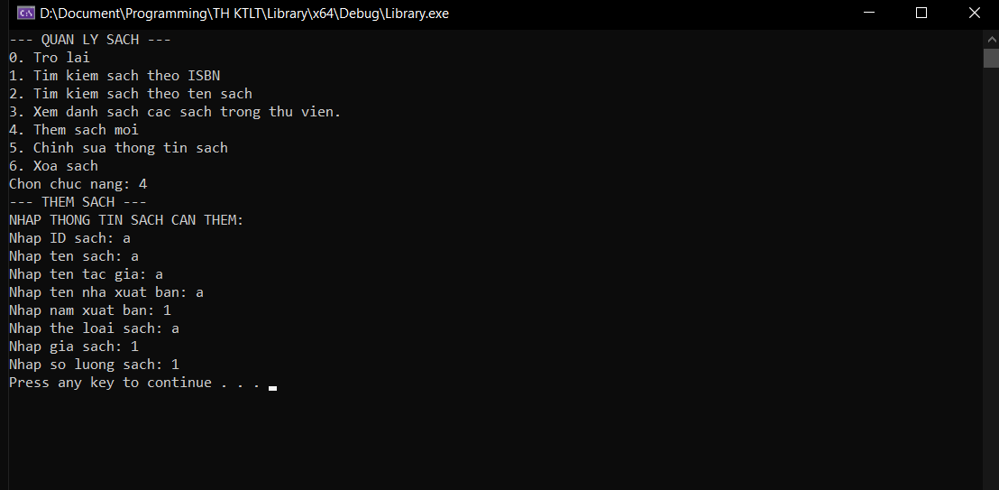 D:\Document\Programming\TH KTLT\Library\x64\Debug\Library.exe
--- QUAN LY SACH ---
0. Tro lai
1. Tim kiem sach theo ISBN
2. Tim kiem sach theo ten sach
3. Xem danh sach cac sach trong thu vien.
4. Them sach moi
5. Chinh sua thong tin sach
6. Xoa sach
Chon chuc nang: 4
--- THEM SACH ---
NHAP THONG TIN SACH CAN THEM:
Nhap ID sach: a
Nhap ten sach: a
Nhap ten tac gia: a
Nhap ten nha xuat ban: a
Nhap nam xuat ban: 1
Nhap the loai sach: a
Nhap gia sach: 1
Nhap so luong sach: 1
Press any key to continue . . .